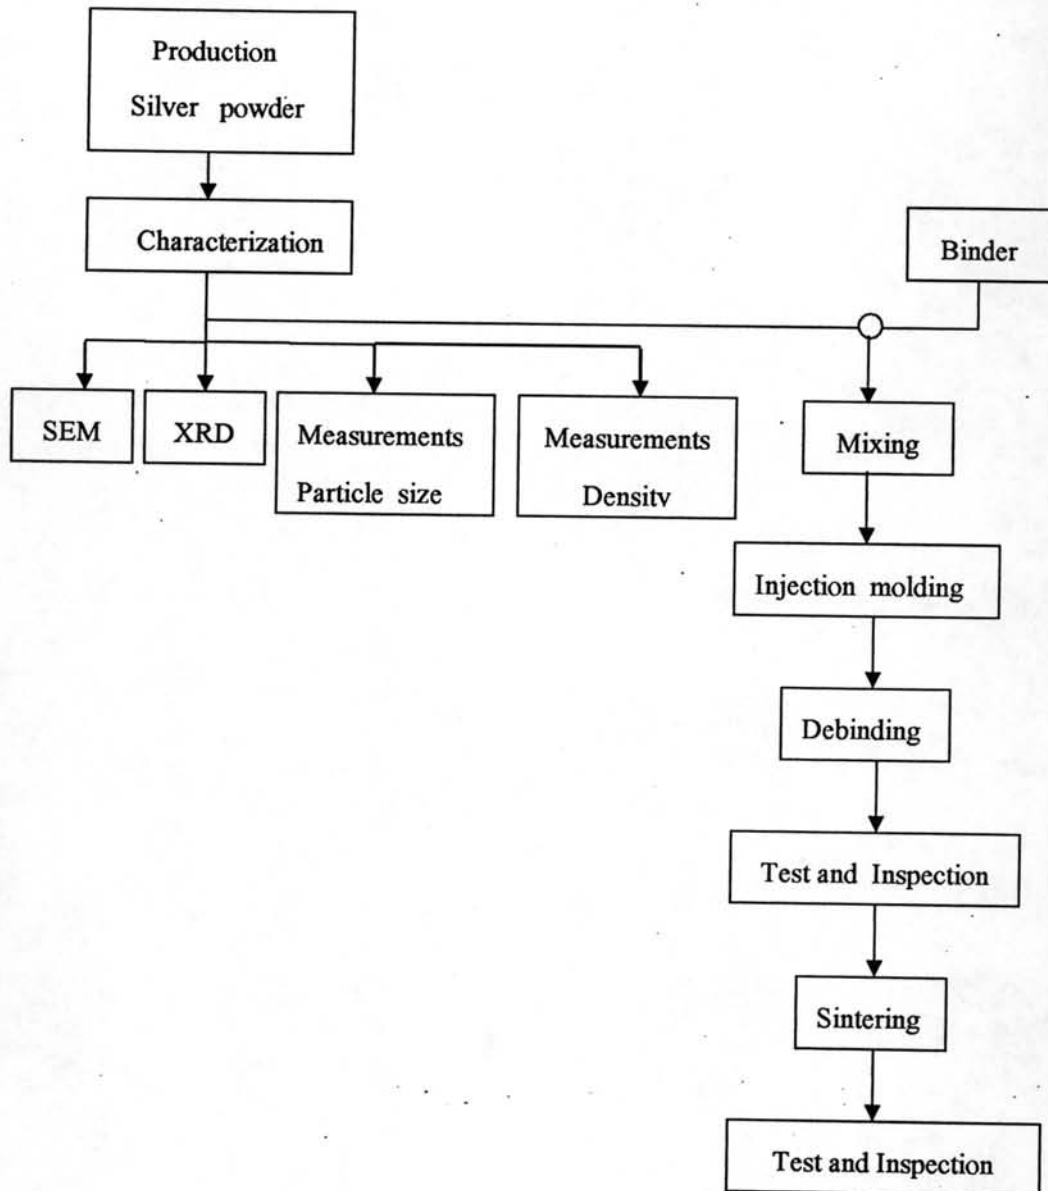 Production
Silver powder
Characterization
Binder
SEM
XRD
Measurements
Particle size
Measurements
Density
Mixing
Injection molding
Debinding
Test and Inspection
Sintering
Test and Inspection